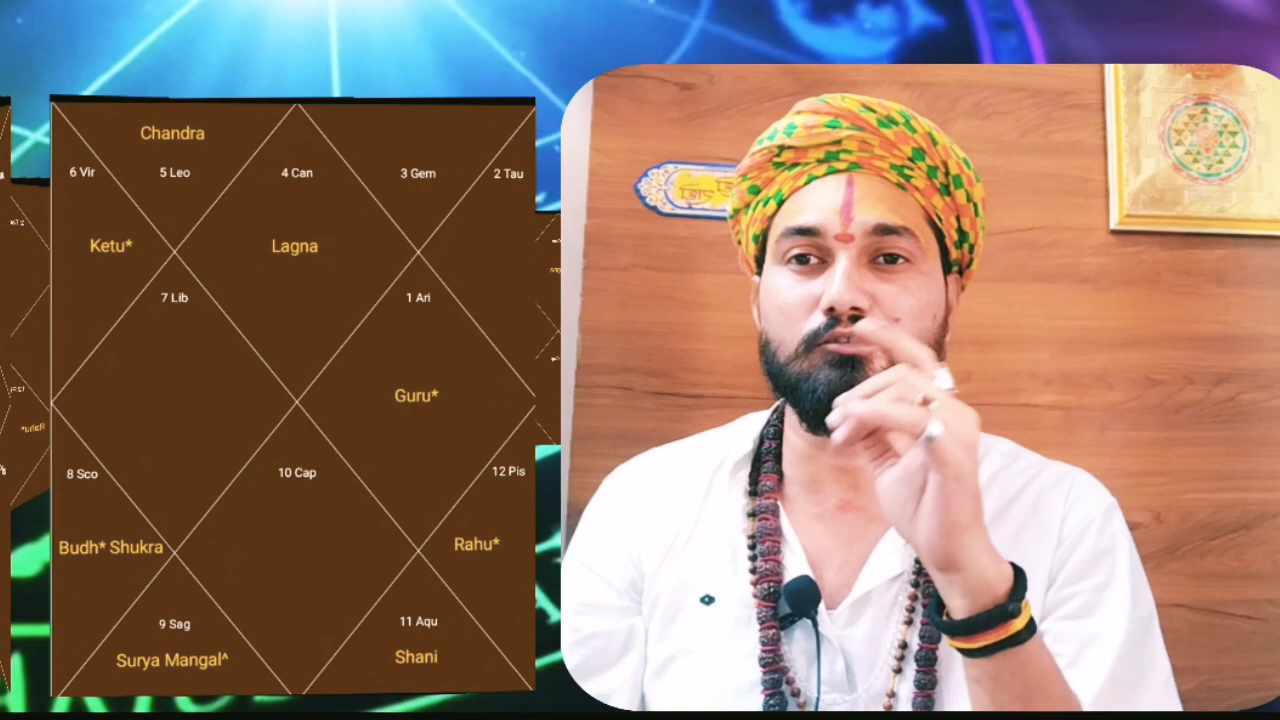 Chandra
6 Vir 5 Leo 4 Can 3 Gem 2 Tau
Ketu* Lagna
7 Lib 1 Ari
Guru*
8 Sco 10 Cap 12 Pis
Budh* Shukra Rahu*
9 Sag 11 Aqu
Surya Mangal^ Shani